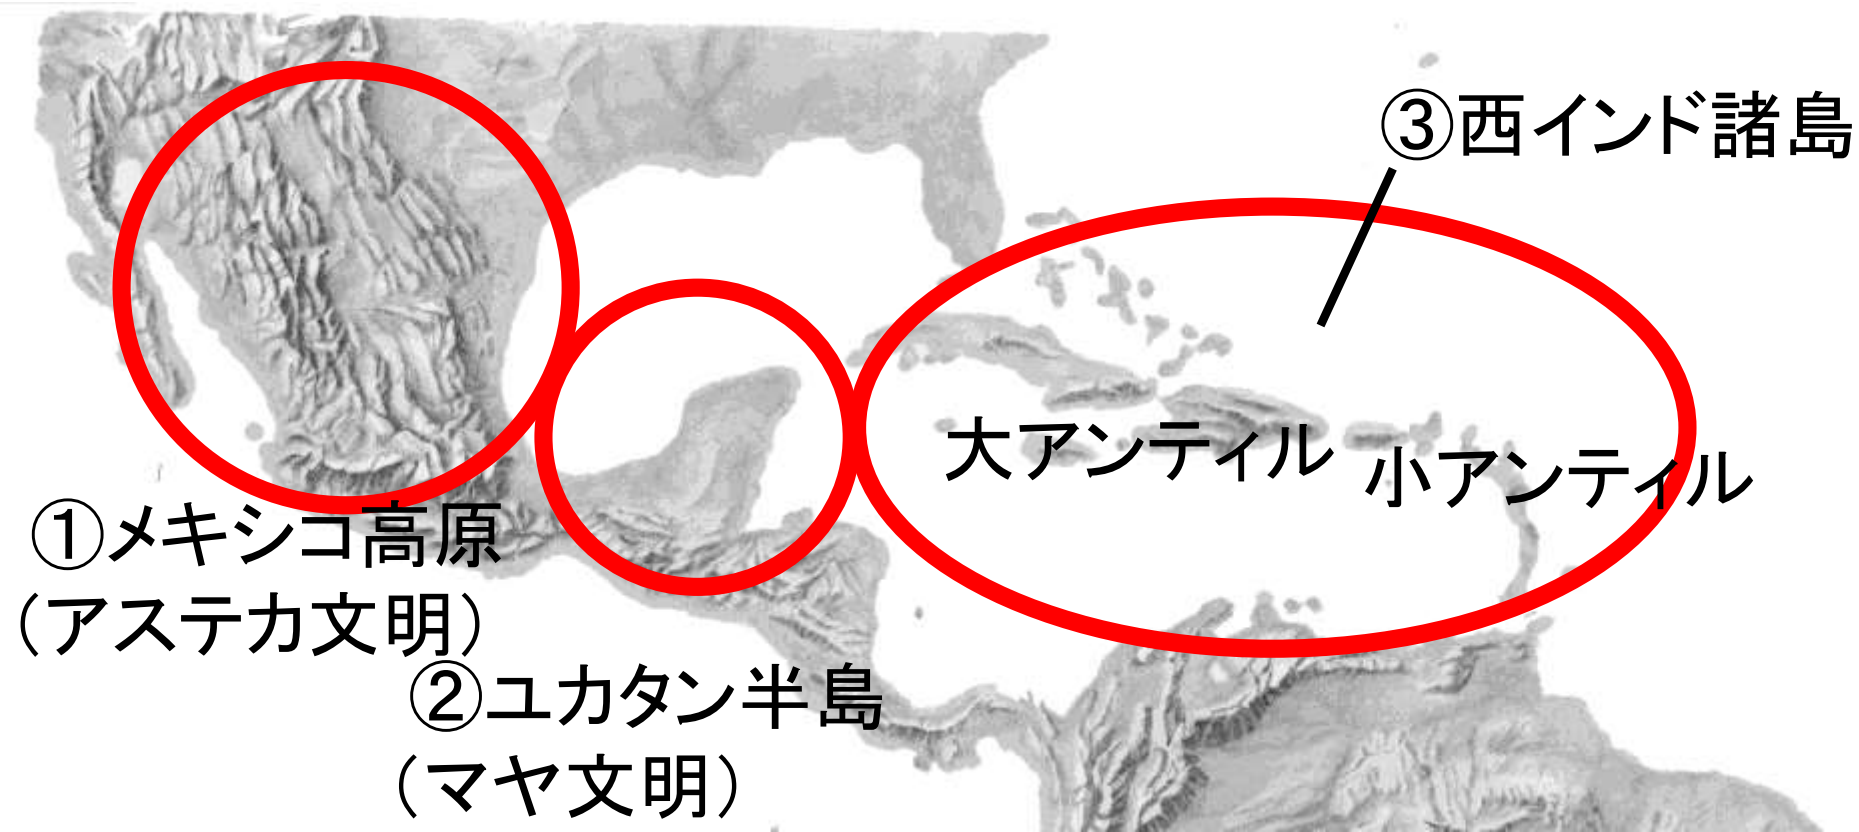 ③西インド諸島
大アンティル
小アンティル
①メキシコ高原
（アステカ文明）
②ユカタン半島
（マヤ文明）